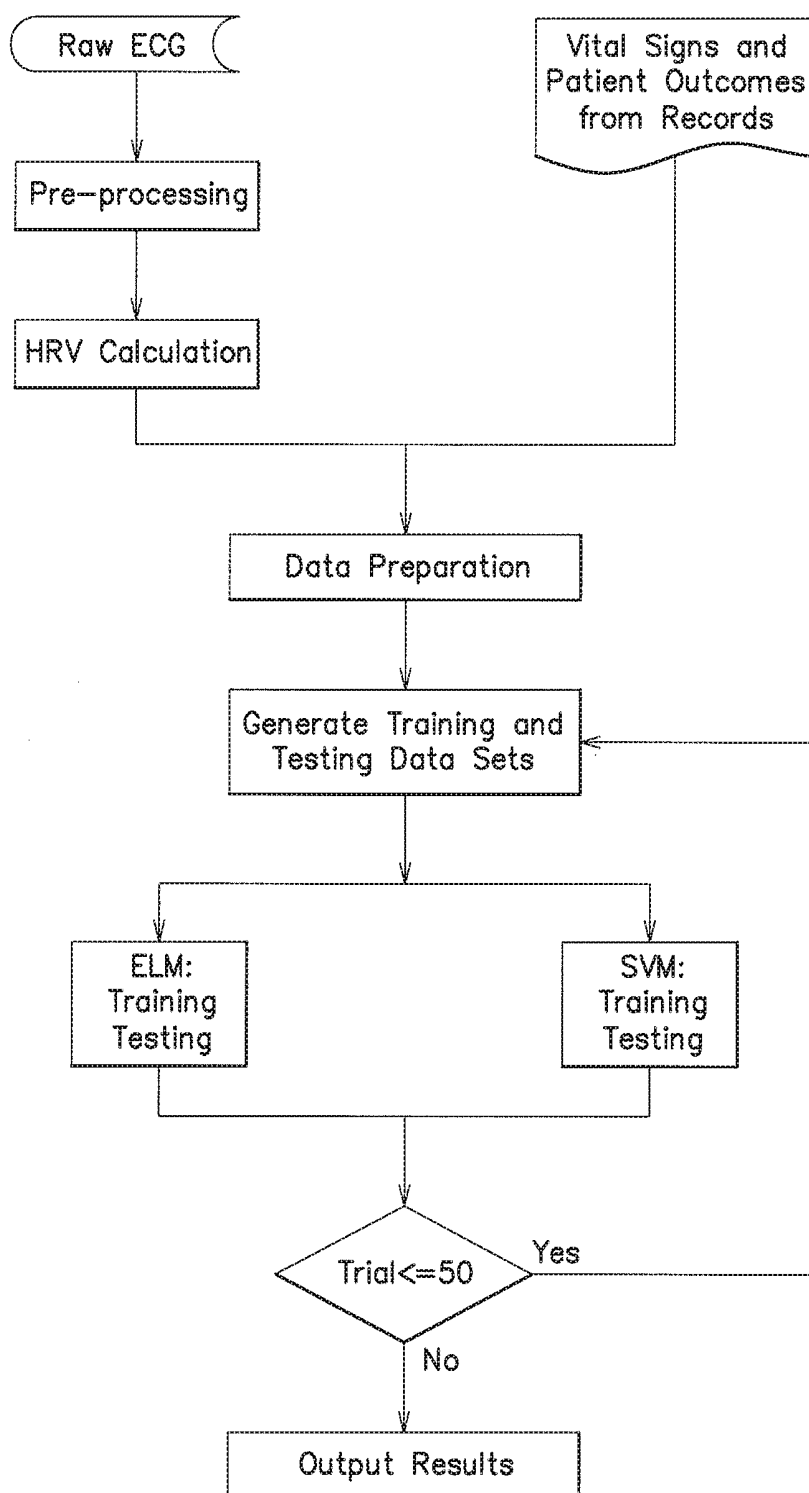 Raw ECG
Vital Signs and
Patient Outcomes
from Records
Pre-processing
HRV Calculation
Data Preparation
Generate Training and
Testing Data Sets
ELM:
Training
Testing
SVM:
Training
Testing
Trial<=50
Yes
No
Output Results